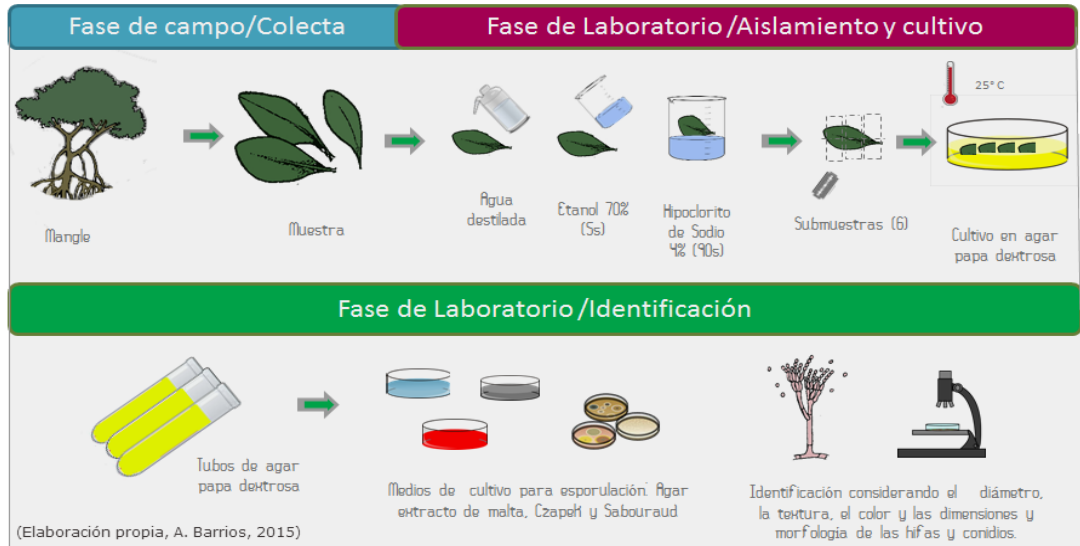 Fase de campo/Colecta
Fase de Laboratorio /Aislamiento y cultivo
25° C
Mangle
Muestra
Agua
destilada
Etanol 70%
(5s)
Hipoclorito
de Sodio
4% (90s)
Submuestras (6)
Cultivo en agar
papa dextrosa
Fase de Laboratorio /Identificación
Tubos de agar
papa dextrosa
Medios de cultivo para esporulación: Agar
extracto de malta, Czapek y Sabouraud
Identificación considerando el diámetro,
la textura, el color y las dimensiones y
morfología de las hifas y conidios.
(Elaboración propia, A. Barrios, 2015)